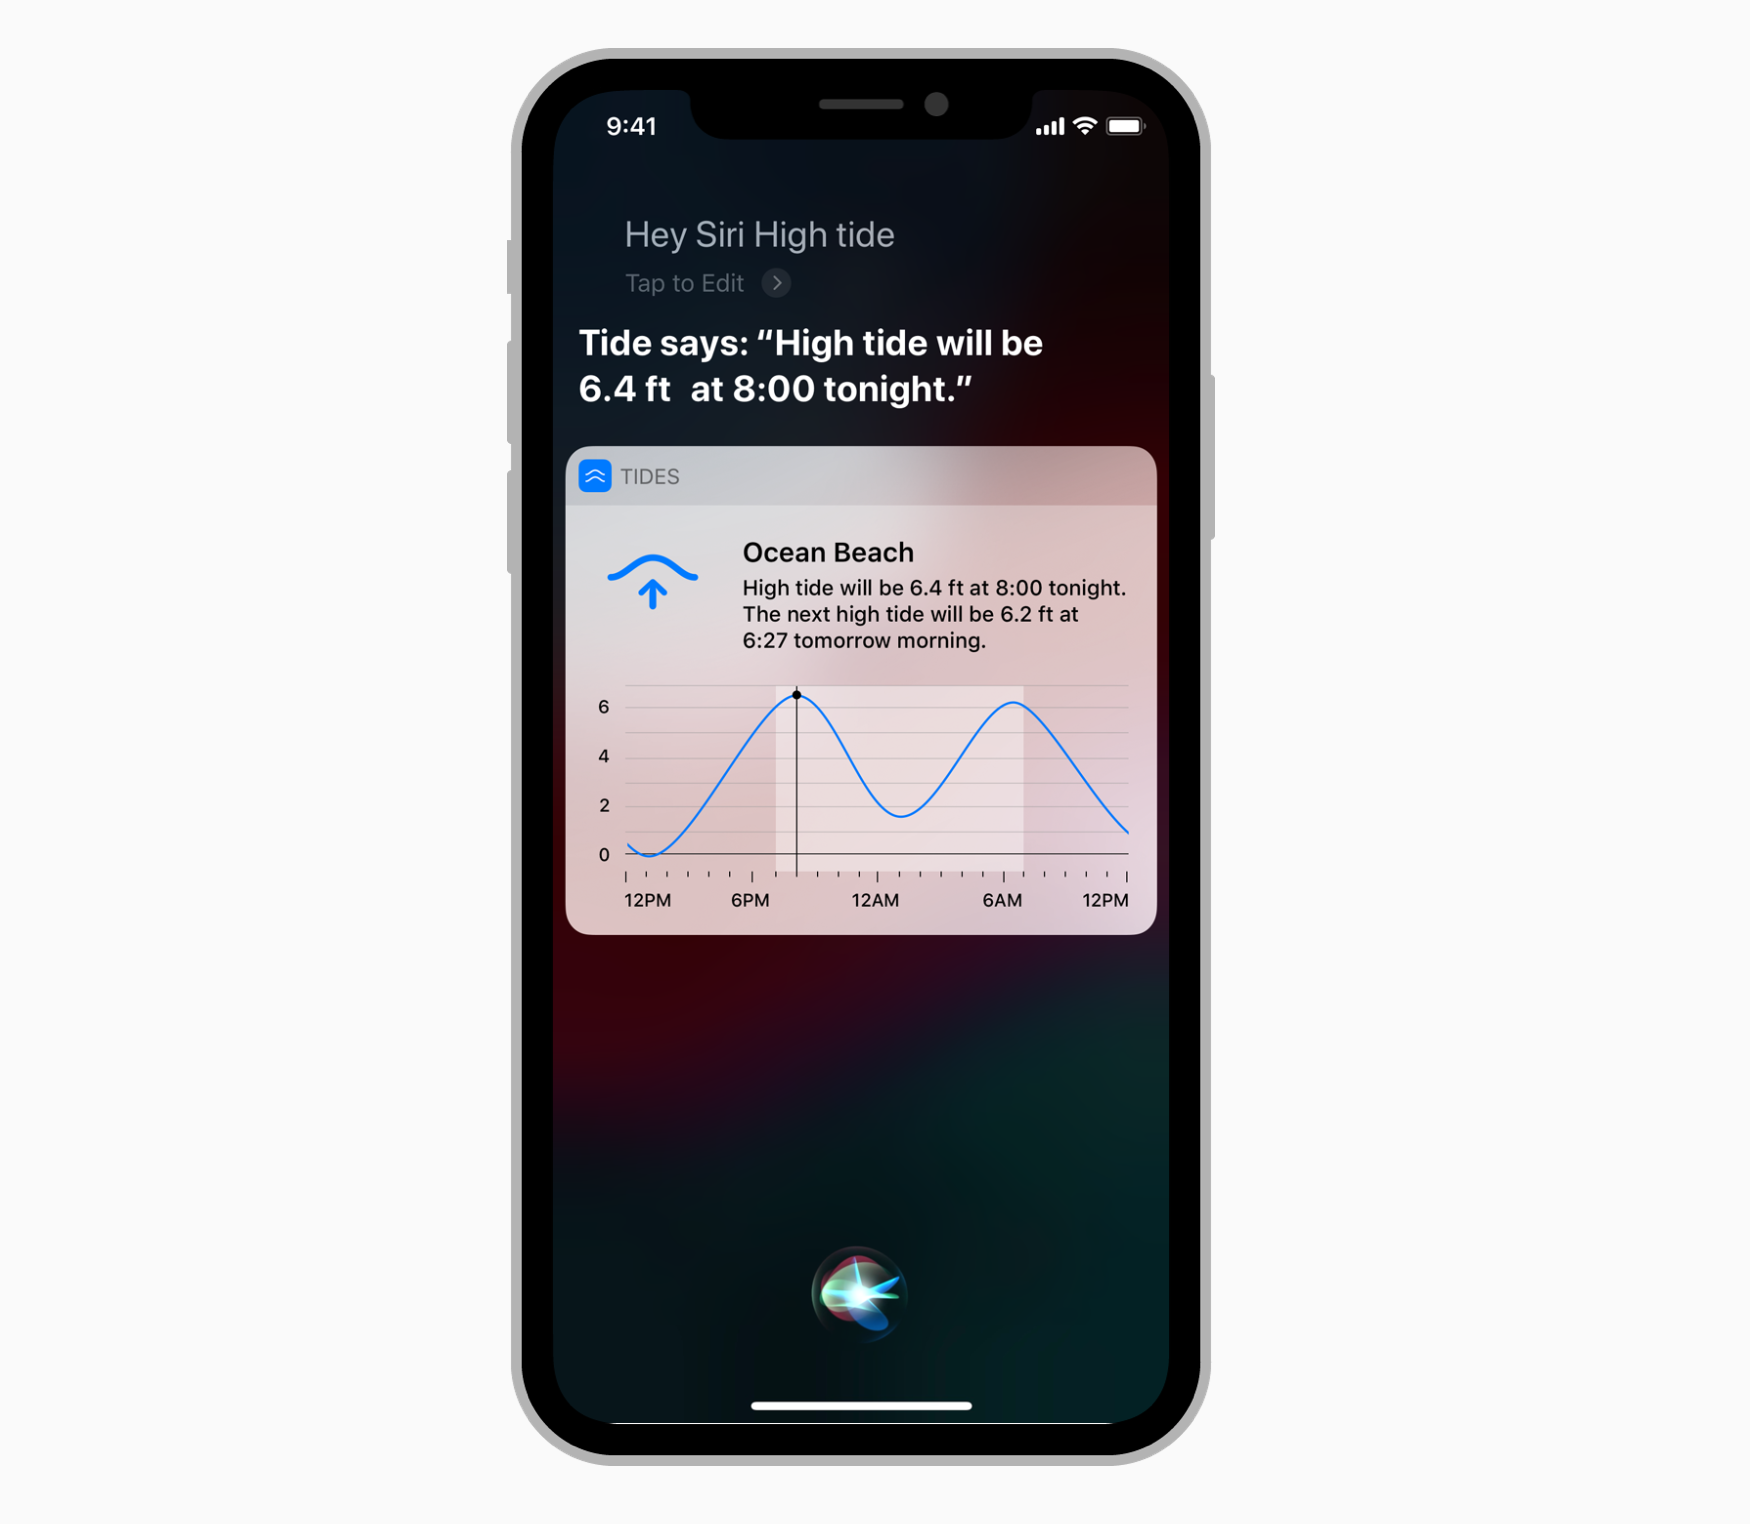 9:41
Hey Siri High tide
Tap to Edit
Tide says: “High tide will be
6.4 ft  at 8:00 tonight.”
TIDES
Ocean Beach
High tide will be 6.4 ft at 8:00 tonight.
The next high tide will be 6.2 ft at
6:27 tomorrow morning.
6
4
2
0
12PM 6PM 12AM 6AM 12PM